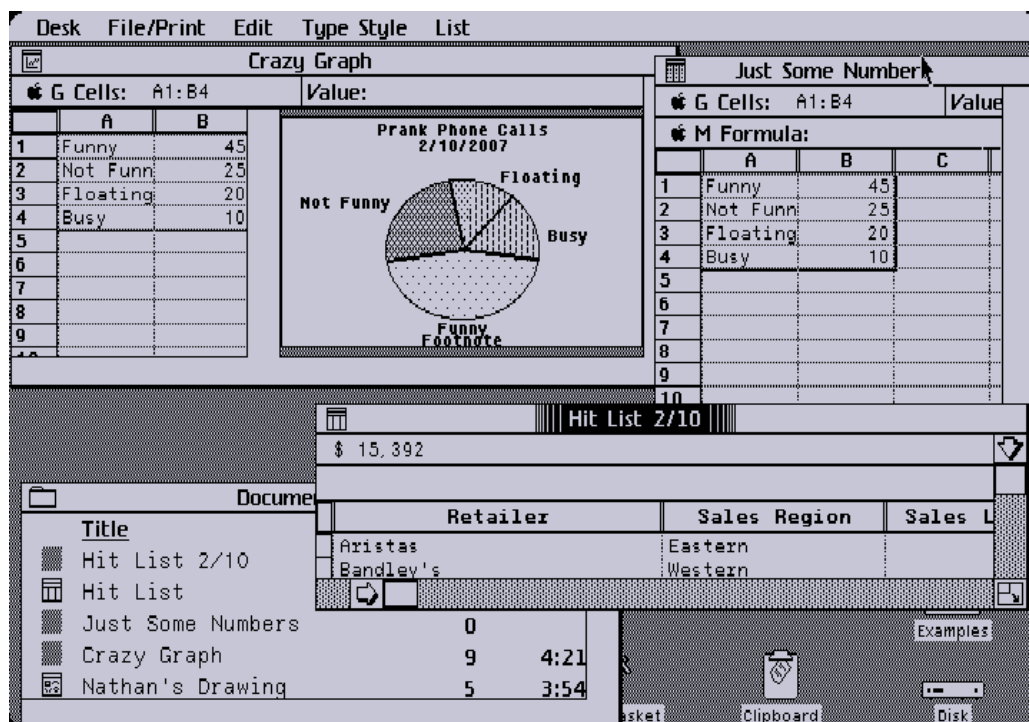 Desk File/Print Edit Type Style List
Crazy Graph
G Cells: A1:B4 Value:
A B
1 Funny 45
2 Not Funn 25
3 Floating 20
4 Busy 10
5
6
7
8
9
Prank Phone Calls
2/10/2007
Floating
Not Funny
Busy
Funny
Footnote
Just Some Number
G Cells: A1:B4 Value
M Formula:
A B C
1 Funny 45
2 Not Funn 25
3 Floating 20
4 Busy 10
5
6
7
8
9
10
Hit List 2/10
$ 15,392
Retailer Sales Region Sales L
Aristas Eastern
Bandley's Western
Docume
Title
Hit List 2/10
Hit List
Just Some Numbers 0
Crazy Graph 9 4:21
Nathan's Drawing 5 3:54
Examples
sket Clipboard Disk